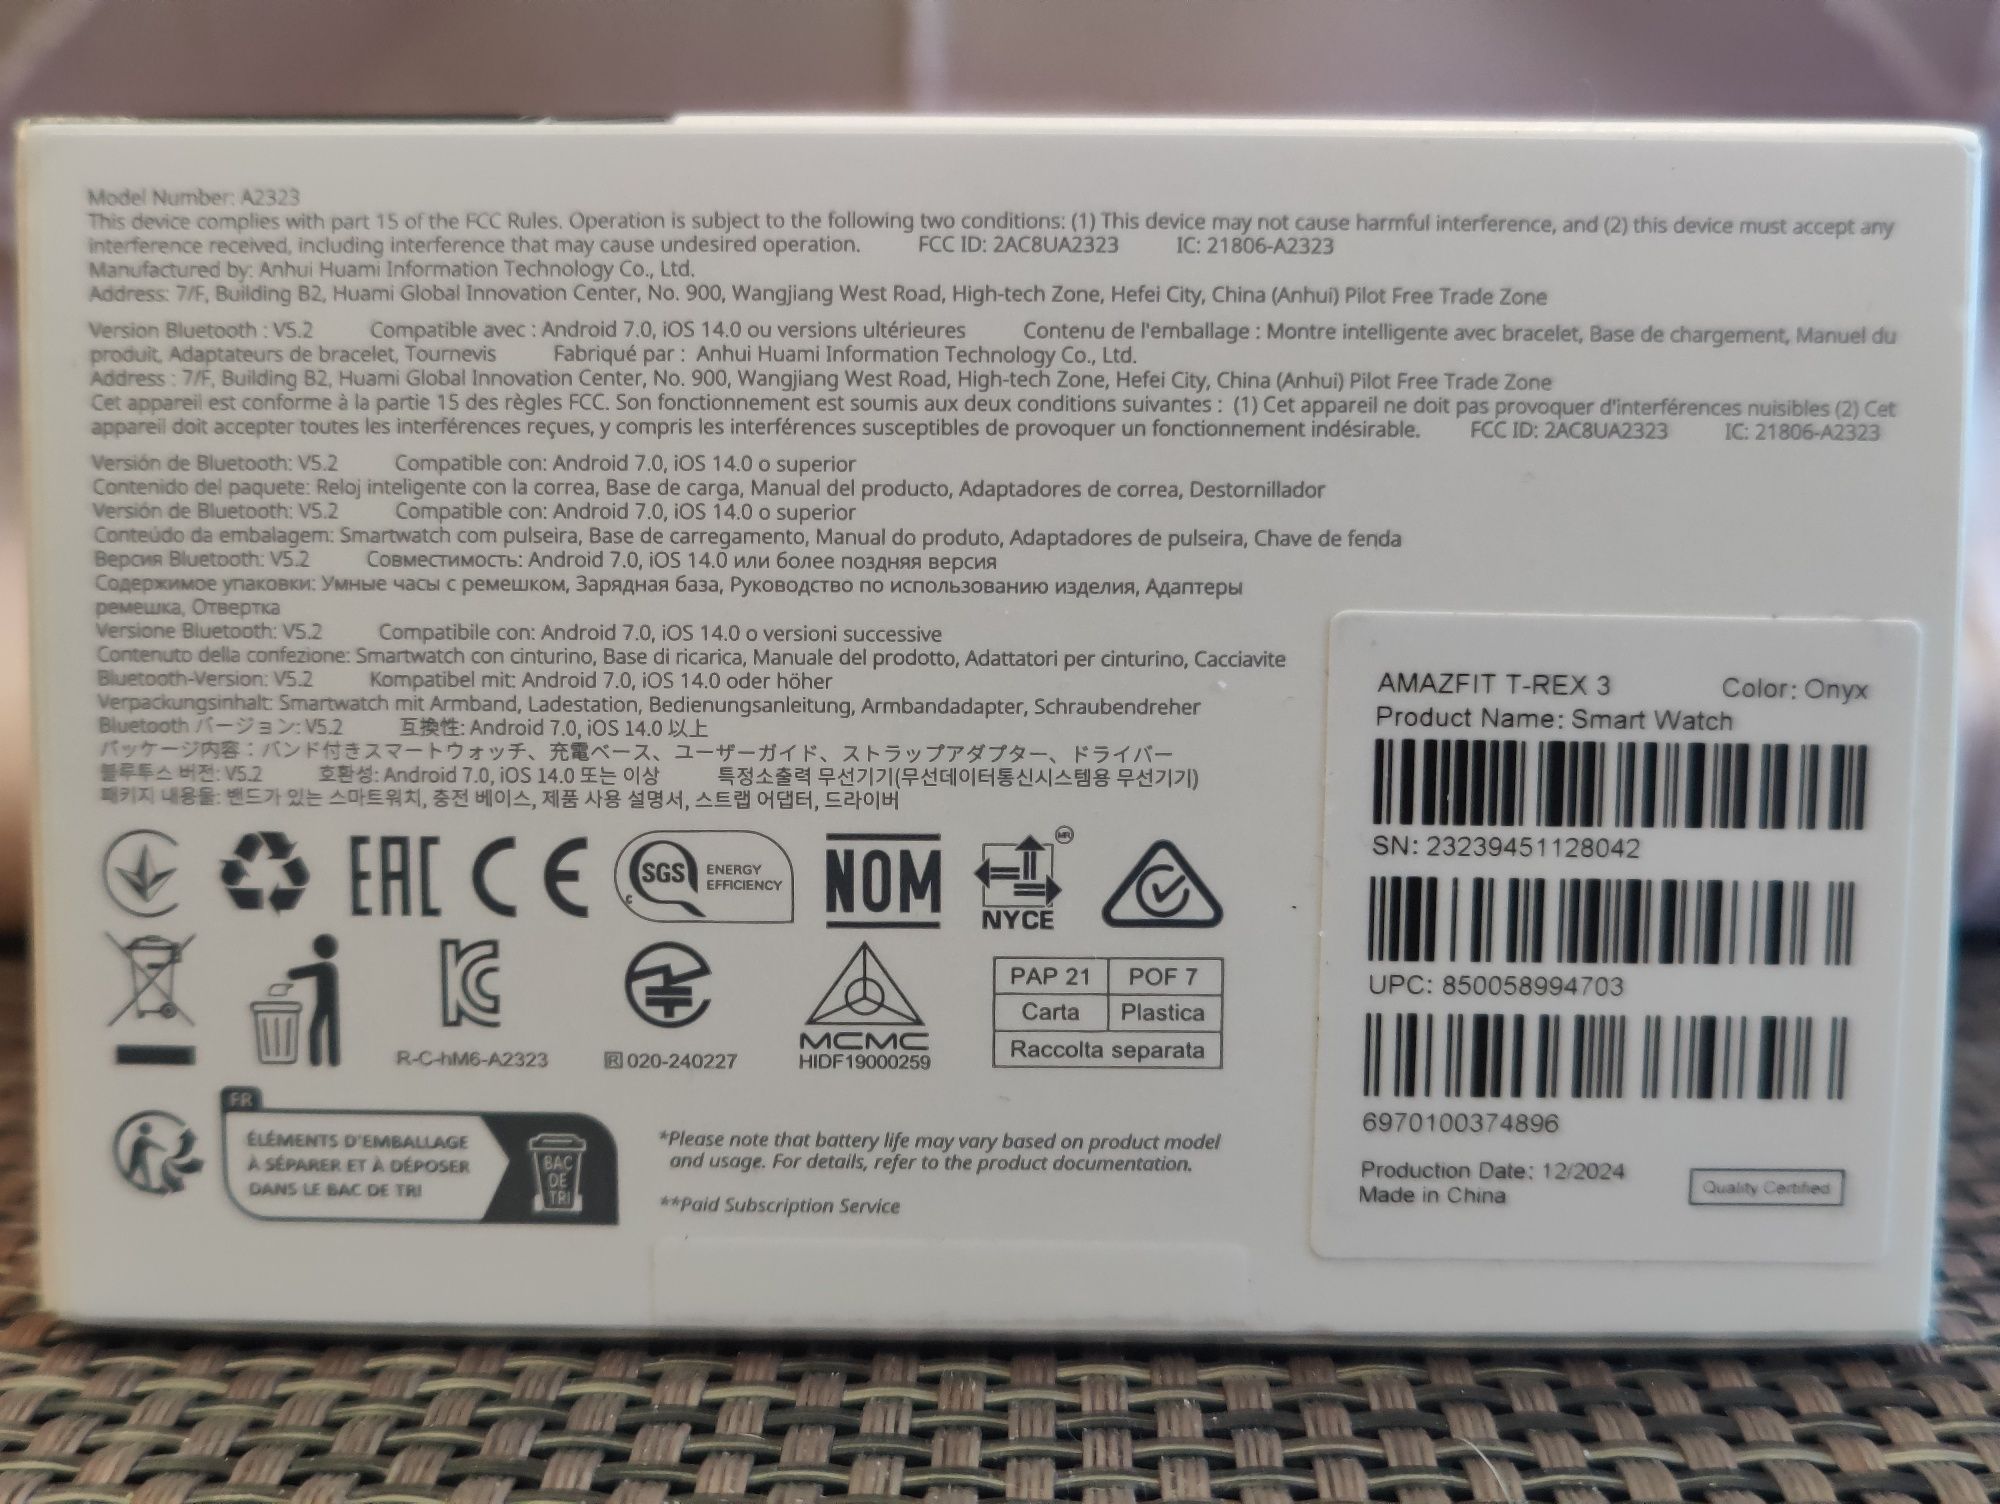 Model Number: A2323
This device complies with part 15 of the FCC Rules. Operation is subject to the following two conditions: (1) This device may not cause harmful interference, and (2) this device must accept any
interference received, including interference that may cause undesired operation. FCC ID: 2AC8UA2323 IC: 21806-A2323
Manufactured by: Anhui Huami Information Technology Co., Ltd.
Address: 7/F, Building B2, Huami Global Innovation Center, No. 900, Wangjiang West Road, High-tech Zone, Hefei City, China (Anhui) Pilot Free Trade Zone
Version Bluetooth : V5.2 Compatible avec : Android 7.0, iOS 14.0 ou versions ultérieures Contenu de l'emballage : Montre intelligente avec bracelet, Base de chargement, Manuel du
produit, Adaptateurs de bracelet, Tournevis Fabriqué par : Anhui Huami Information Technology Co., Ltd.
Address : 7/F, Building B2, Huami Global Innovation Center, No. 900, Wangjiang West Road, High-tech Zone, Hefei City, China (Anhui) Pilot Free Trade Zone
Cet appareil est conforme à la partie 15 des règles FCC. Son fonctionnement est soumis aux deux conditions suivantes : (1) Cet appareil ne doit pas provoquer d'interférences nuisibles (2) Cet
appareil doit accepter toutes les interférences reçues, y compris les interférences susceptibles de provoquer un fonctionnement indésirable. FCC ID: 2AC8UA2323 IC: 21806-A2323
Versión de Bluetooth: V5.2 Compatible con: Android 7.0, iOS 14.0 o superior
Contenido del paquete: Reloj inteligente con la correa, Base de carga, Manual del producto, Adaptadores de correa, Destornillador
Versión de Bluetooth: V5.2 Compatible con: Android 7.0, iOS 14.0 o superior
Conteúdo da embalagem: Smartwatch com pulseira, Base de carregamento, Manual do produto, Adaptadores de pulseira, Chave de fenda
Версия Bluetooth: V5.2 Совместимость: Android 7.0, iOS 14.0 или более поздняя версия
Содержимое упаковки: Умные часы с ремешком, Зарядная база, Руководство по использованию изделия, Адаптеры
ремешка, Отвертка
Versione Bluetooth: V5.2 Compatibile con: Android 7.0, iOS 14.0 o versioni successive
Contenuto della confezione: Smartwatch con cinturino, Base di ricarica, Manuale del prodotto, Adattatori per cinturino, Cacciavite
Bluetooth-Version: V5.2 Kompatibel mit: Android 7.0, iOS 14.0 oder höher
Verpackungsinhalt: Smartwatch mit Armband, Ladestation, Bedienungsanleitung, Armbandadapter, Schraubendreher
Bluetooth バージョン: V5.2 互換性: Android 7.0, iOS 14.0 以上
パッケージ内容：バンド付きスマートウォッチ、充電ベース、ユーザーガイド、ストラップアダプター、ドライバー
블루투스 버전: V5.2 호환성: Android 7.0, iOS 14.0 또는 이상 특정소출력 무선기기(무선데이터통신시스템용 무선기기)
패키지 내용물: 밴드가 있는 스마트워치, 충전 베이스, 제품 사용 설명서, 스트랩 어댑터, 드라이버
EAC CE SGS ENERGY EFFICIENCY C NOM NYCE MR
KC R-C-hM6-A2323
R 020-240227
MCMC
HIDF19000259
PAP 21 POF 7
Carta Plastica
Raccolta separata
FR
ÉLÉMENTS D'EMBALLAGE
À SÉPARER ET À DÉPOSER
DANS LE BAC DE TRI
BAC
DE
TRI
*Please note that battery life may vary based on product model
and usage. For details, refer to the product documentation.
**Paid Subscription Service
AMAZFIT T-REX 3 Color: Onyx
Product Name: Smart Watch
SN: 23239451128042
UPC: 850058994703
6970100374896
Production Date: 12/2024
Made in China
Quality Certified